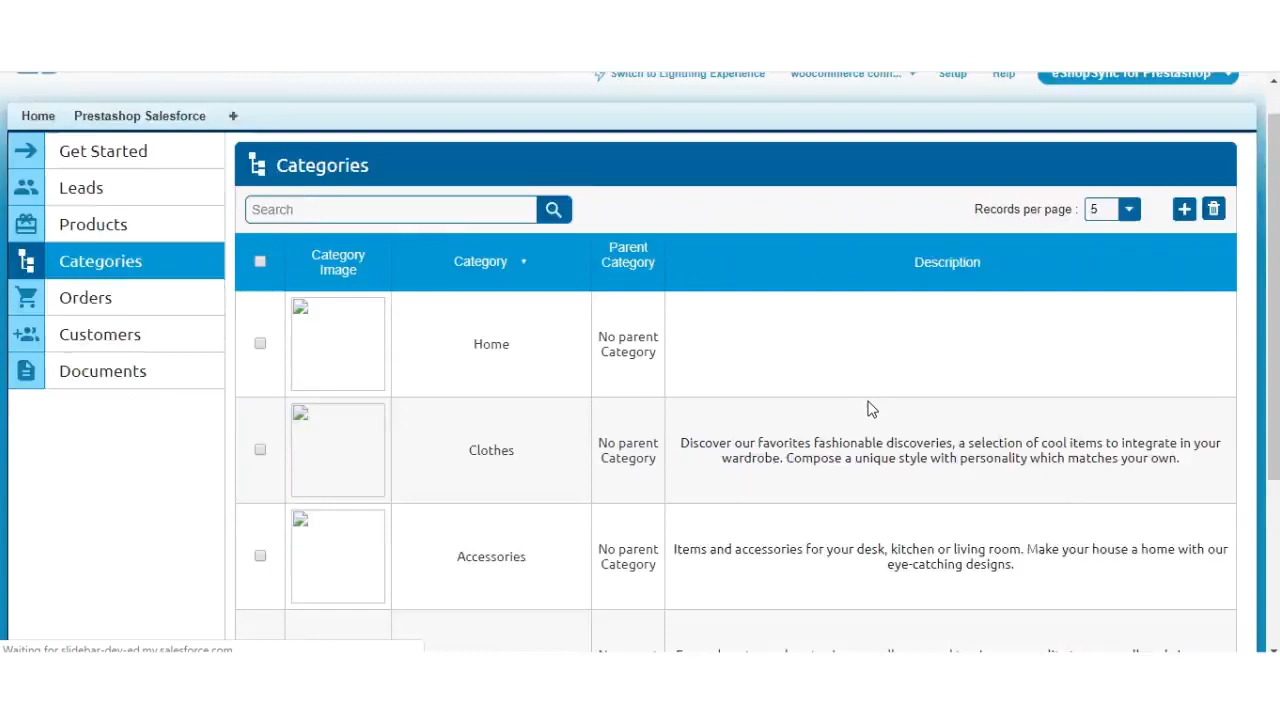 Switch to Lightning Experience
woocommerce conn...
Setup
Help
eShopSync for Prestashop
Home
Prestashop Salesforce
Get Started
Leads
Products
Categories
Orders
Customers
Documents
Categories
Search
Records per page :
5
Category
Image
Category
Parent
Category
Description
Home
No parent
Category
Clothes
No parent
Category
Discover our favorites fashionable discoveries, a selection of cool items to integrate in your
wardrobe. Compose a unique style with personality which matches your own.
Accessories
No parent
Category
Items and accessories for your desk, kitchen or living room. Make your house a home with our
eye-catching designs.
Waiting for slidebar-dev-ed.my.salesforce.com